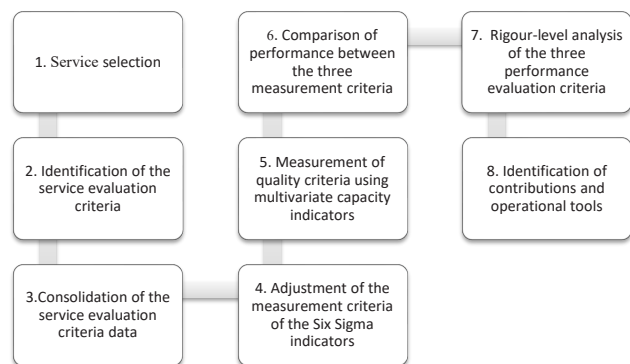 1. Service selection
2. Identification of the
service evaluation
criteria
3.Consolidation of the
service evaluation
criteria data
4. Adjustment of the
measurement criteria
of the Six Sigma
indicators
5. Measurement of
quality criteria using
multivariate capacity
indicators
6. Comparison of
performance between
the three
measurement criteria
7. Rigour-level analysis
of the three
performance
evaluation criteria
8. Identification of
contributions and
operational tools